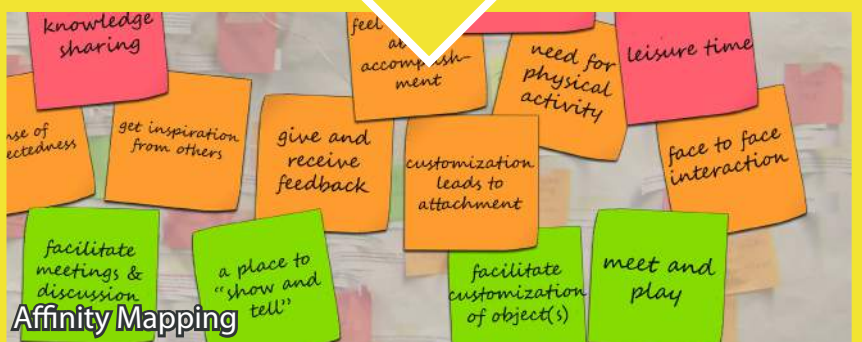 knowledge
sharing
feel
accomplish-
ment
need for
physical
activity
leisure time
get inspiration
from others
give and
receive
feedback
customization
leads to
attachment
face to face
interaction
facilitate
meetings &
discussion
a place to
"show and
tell"
facilitate
customization
of object(s)
meet and
play
Affinity Mapping